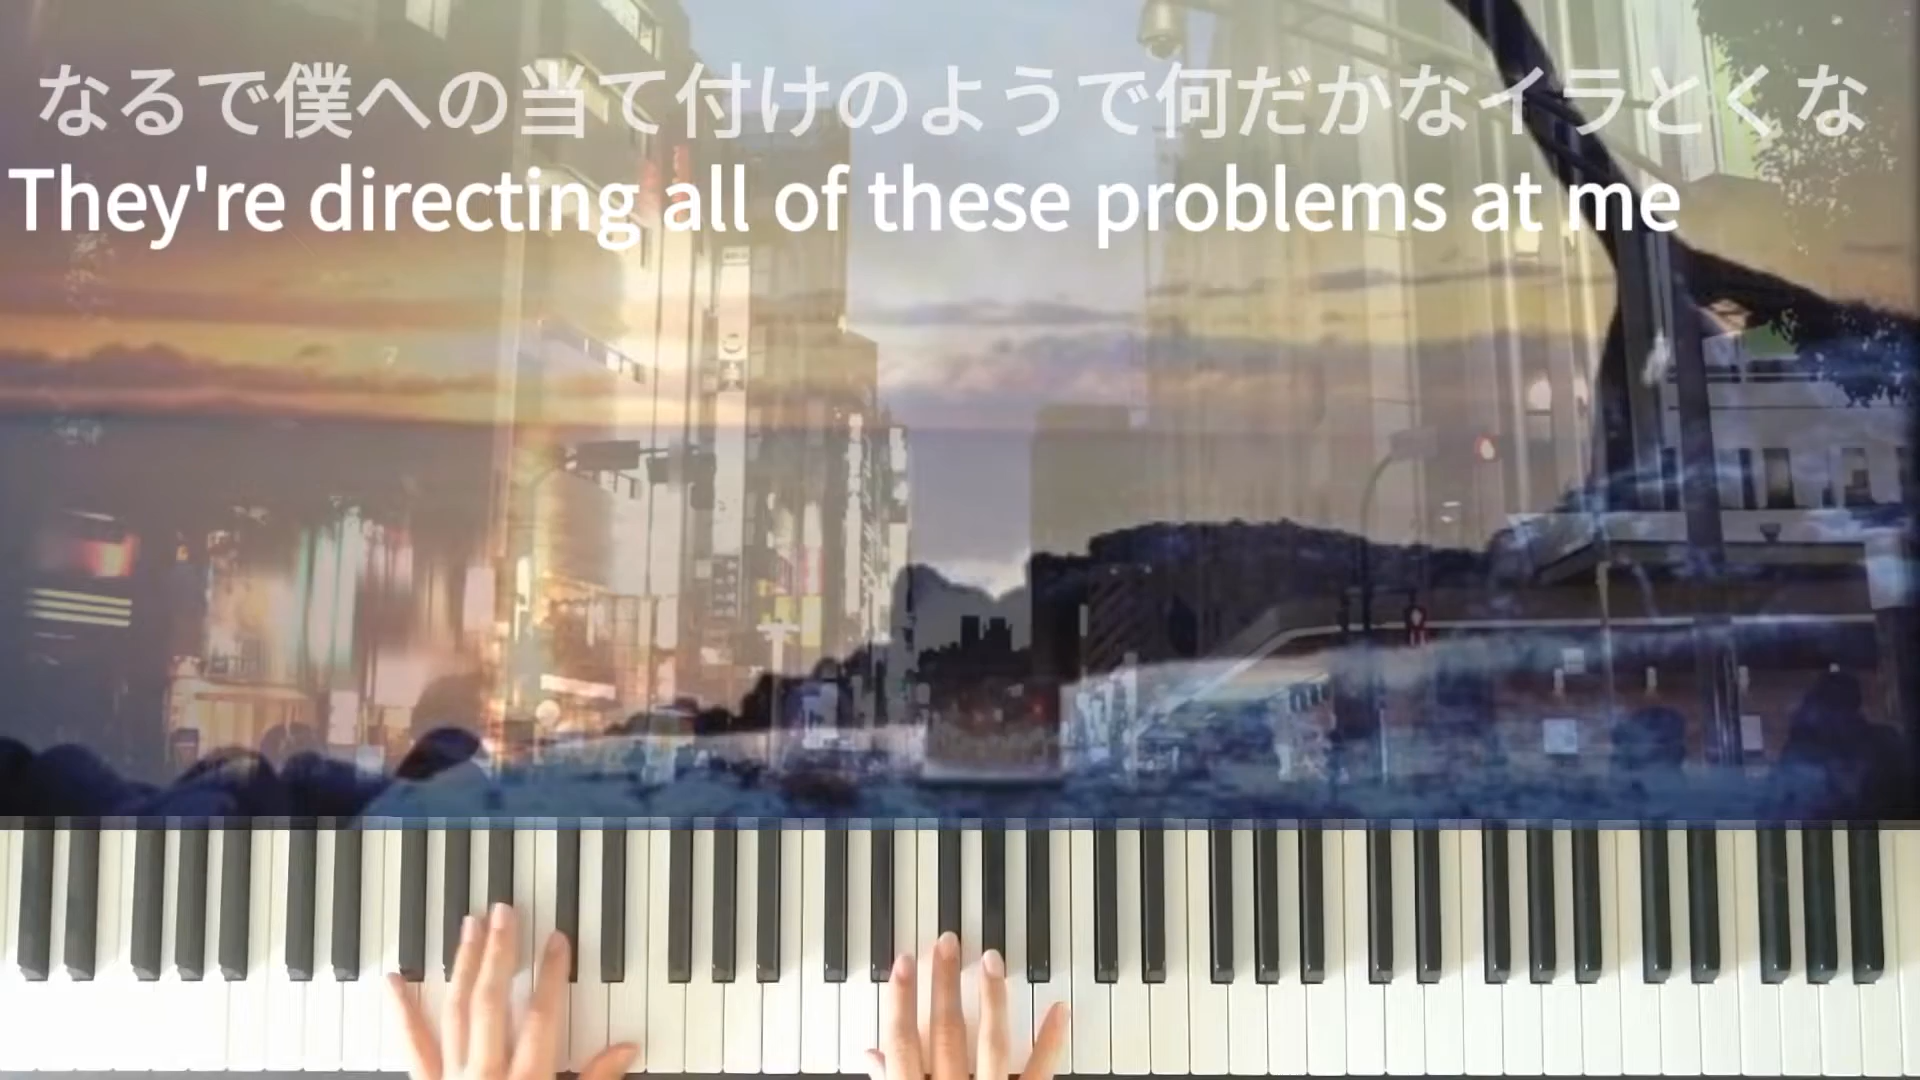 なるで僕への当て付けのようで何だかなイラとくな
They're directing all of these problems at me